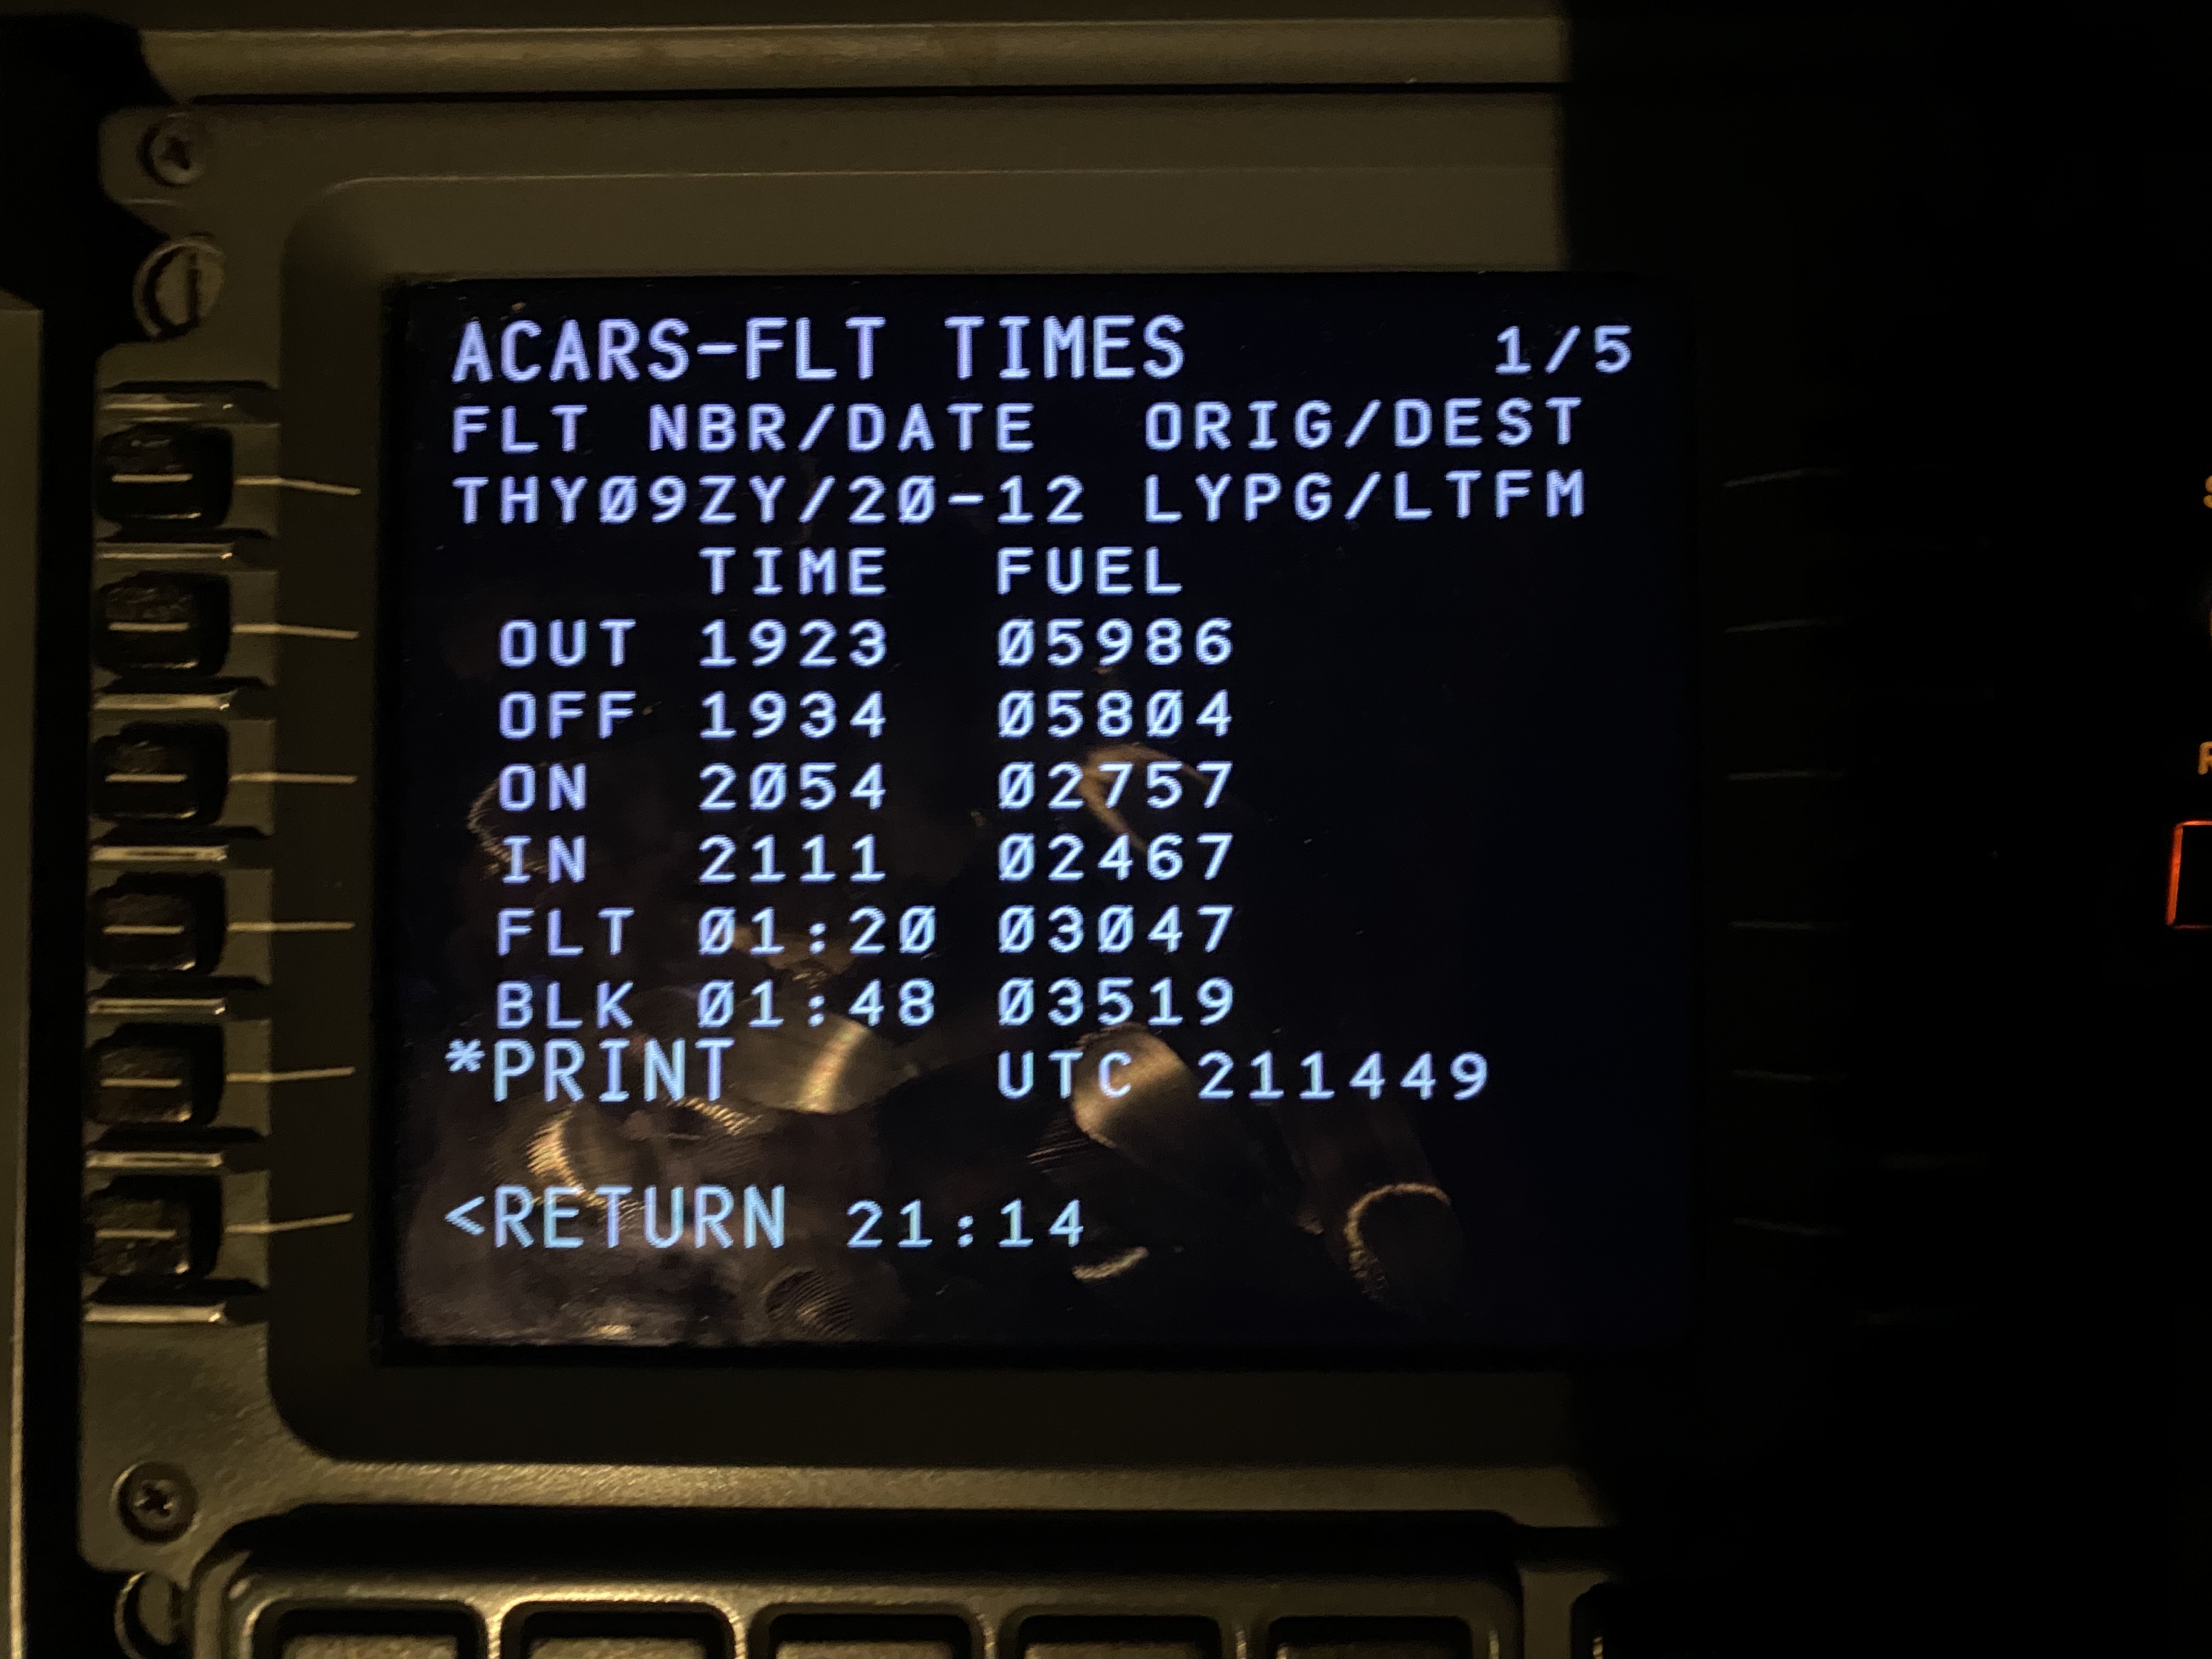 ACARS-FLT TIMES 1/5
FLT NBR/DATE ORIG/DEST
THYØ9ZY/2Ø-12 LYPG/LTFM
TIME FUEL
OUT 1923 Ø5986
OFF 1934 Ø58Ø4
ON 2Ø54 Ø2757
IN 2111 Ø2467
FLT Ø1:2Ø Ø3Ø47
BLK Ø1:48 Ø3519
*PRINT UTC 211449
<RETURN 21:14